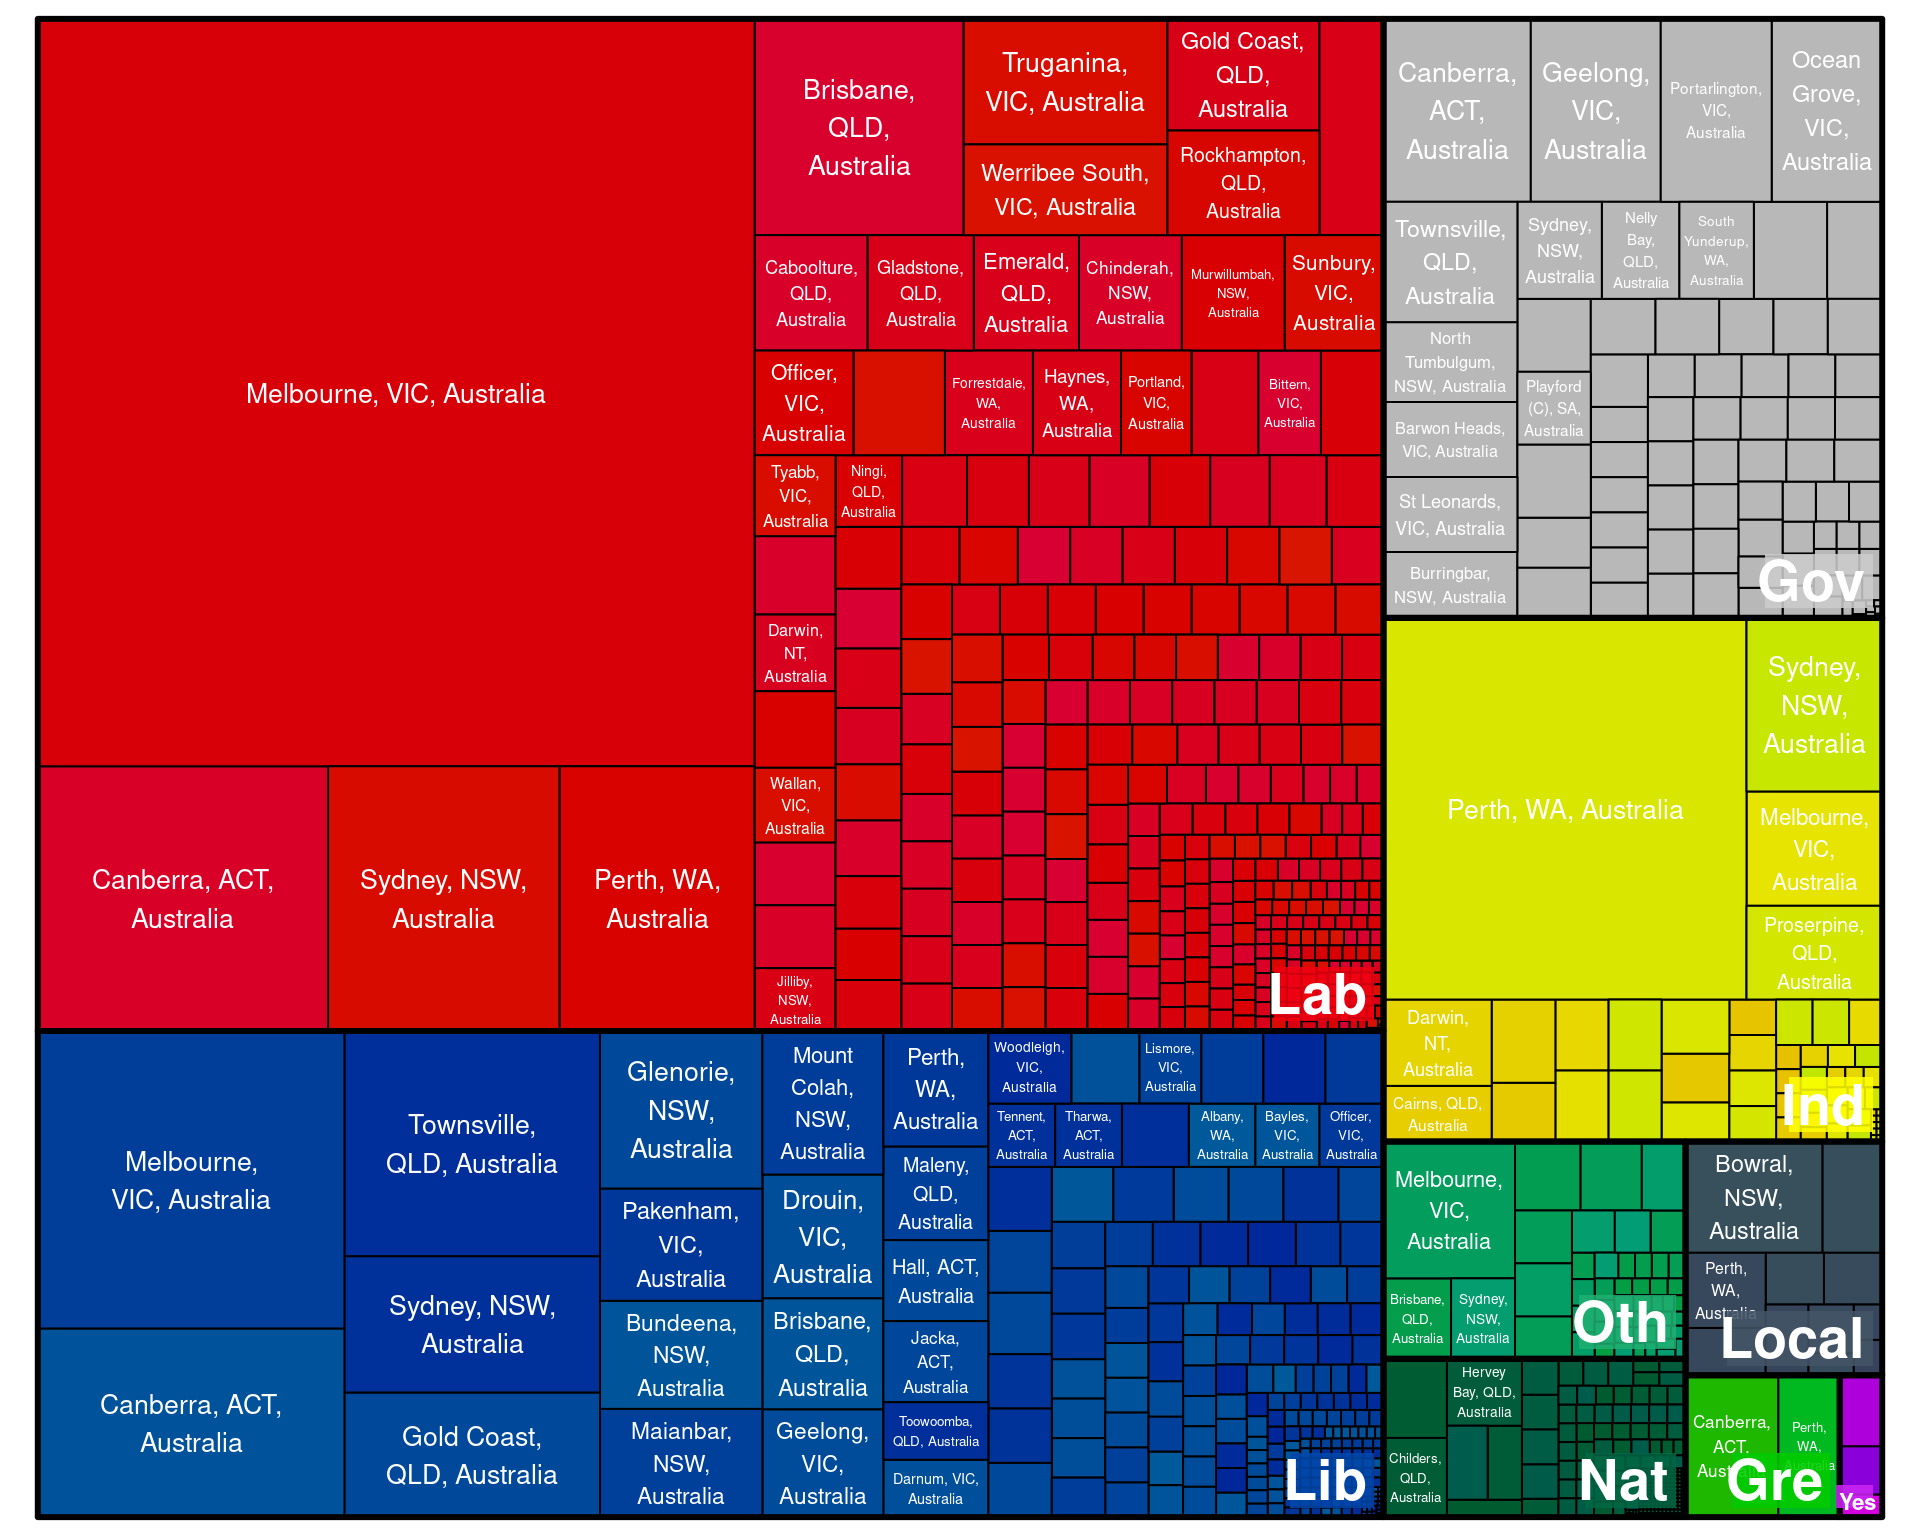 Melbourne, VIC, Australia
Canberra, ACT,
Australia
Sydney, NSW,
Australia
Perth, WA,
Australia
Brisbane,
QLD,
Australia
Truganina,
VIC, Australia
Werribee South,
VIC, Australia
Gold Coast,
QLD,
Australia
Rockhampton,
QLD,
Australia
Caboolture,
QLD,
Australia
Gladstone,
QLD,
Australia
Emerald,
QLD,
Australia
Chinderah,
NSW,
Australia
Murwillumbah,
NSW,
Australia
Sunbury,
VIC,
Australia
Officer,
VIC,
Australia
Forrestdale,
WA,
Australia
Haynes,
WA,
Australia
Portland,
VIC,
Australia
Bittern,
VIC,
Australia
Tyabb,
VIC,
Australia
Ningi,
QLD,
Australia
Darwin,
NT,
Australia
Wallan,
VIC,
Australia
Jilliby,
NSW,
Australia
Lab
Canberra,
ACT,
Australia
Geelong,
VIC,
Australia
Portarlington,
VIC,
Australia
Ocean
Grove,
VIC,
Australia
Townsville,
QLD,
Australia
Sydney,
NSW,
Australia
Nelly
Bay,
QLD,
Australia
South
Yunderup,
WA,
Australia
North
Tumbulgum,
NSW, Australia
Playford
(C), SA,
Australia
Barwon Heads,
VIC, Australia
St Leonards,
VIC, Australia
Burringbar,
NSW, Australia
Gov
Perth, WA, Australia
Sydney,
NSW,
Australia
Melbourne,
VIC,
Australia
Proserpine,
QLD,
Australia
Darwin,
NT,
Australia
Cairns, QLD,
Australia
Ind
Melbourne,
VIC, Australia
Canberra, ACT,
Australia
Townsville,
QLD, Australia
Sydney, NSW,
Australia
Gold Coast,
QLD, Australia
Glenorie,
NSW,
Australia
Pakenham,
VIC,
Australia
Bundeena,
NSW,
Australia
Maianbar,
NSW,
Australia
Mount
Colah,
NSW,
Australia
Drouin,
VIC,
Australia
Brisbane,
QLD,
Australia
Geelong,
VIC,
Australia
Perth,
WA,
Australia
Maleny,
QLD,
Australia
Hall, ACT,
Australia
Jacka,
ACT,
Australia
Toowoomba,
QLD, Australia
Darnum, VIC,
Australia
Woodleigh,
VIC,
Australia
Lismore,
VIC,
Australia
Tennent,
ACT,
Australia
Tharwa,
ACT,
Australia
Albany,
WA,
Australia
Bayles,
VIC,
Australia
Officer,
VIC,
Australia
Lib
Melbourne,
VIC,
Australia
Brisbane,
QLD,
Australia
Sydney,
NSW,
Australia
Oth
Bowral,
NSW,
Australia
Perth,
WA,
Australia
Local
Hervey
Bay, QLD,
Australia
Childers,
QLD,
Australia
Nat
Canberra,
ACT,
Australia
Perth,
WA,
Australia
Gre
Yes